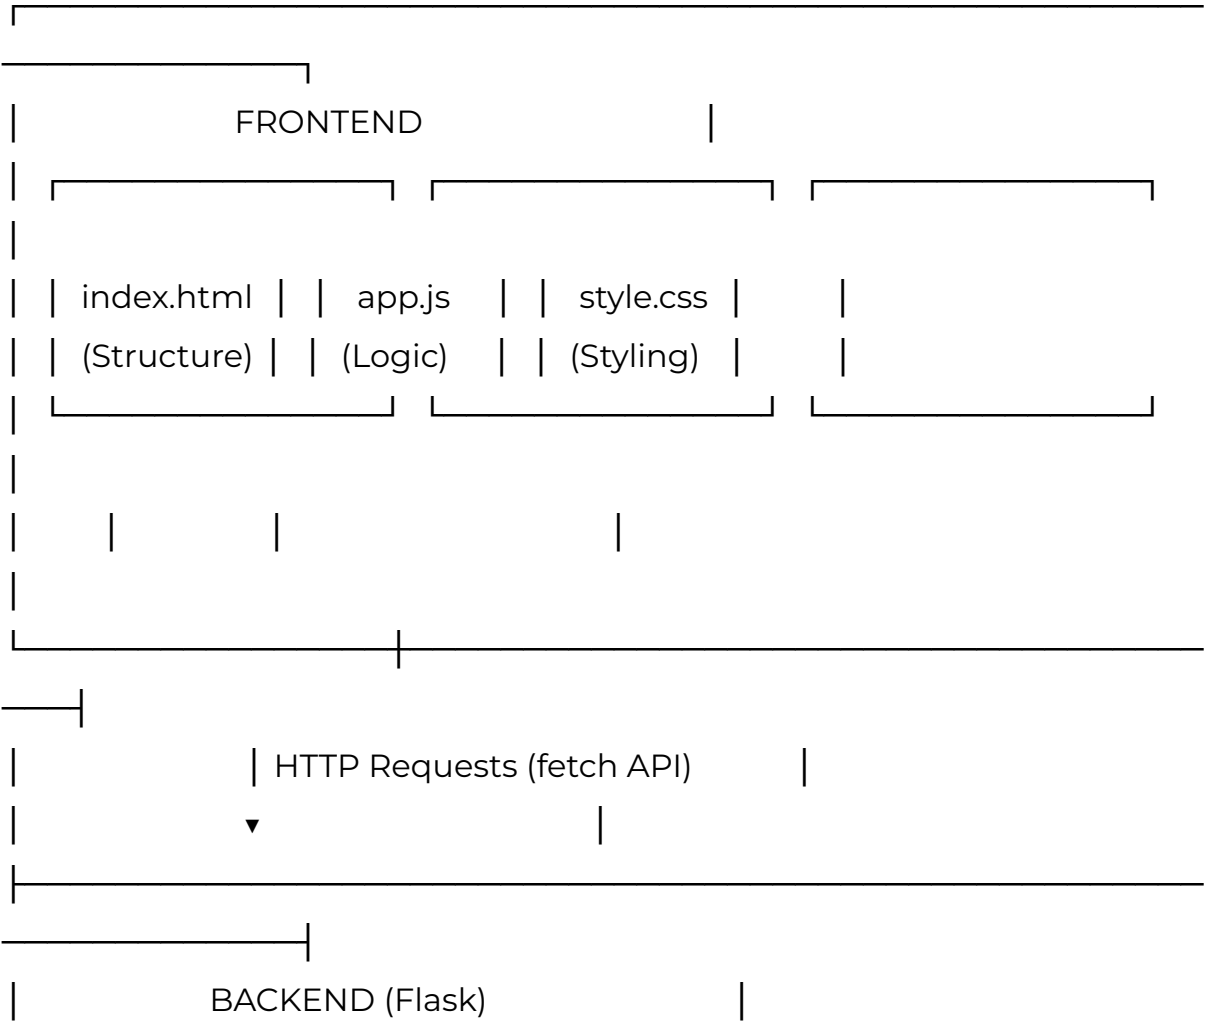 FRONTEND
index.html app.js style.css
(Structure) (Logic) (Styling)
HTTP Requests (fetch API)
▼
BACKEND (Flask)